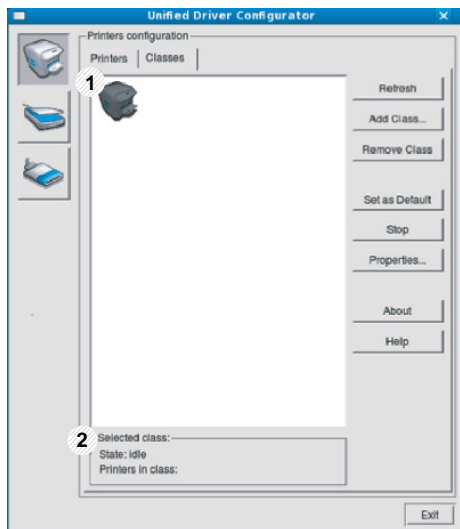 Unified Driver Configurator
Printers configuration
Printers Classes
1
Refresh
Add Class...
Remove Class
Set as Default
Stop
Properties...
About
Help
2 Selected class:
State: idle
Printers in class:
Exit